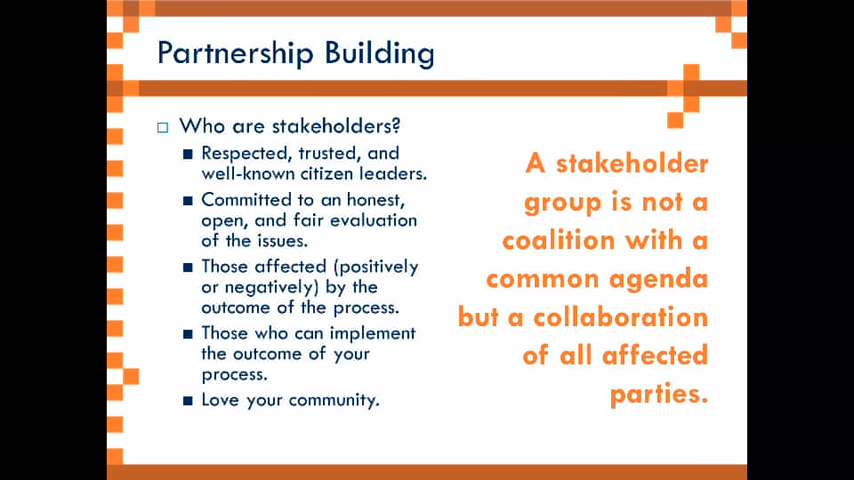 Partnership Building
Who are stakeholders?
Respected, trusted, and
well-known citizen leaders.
Committed to an honest,
open, and fair evaluation
of the issues.
Those affected (positively
or negatively) by the
outcome of the process.
Those who can implement
the outcome of your
process.
Love your community.
A stakeholder
group is not a
coalition with a
common agenda
but a collaboration
of all affected
parties.